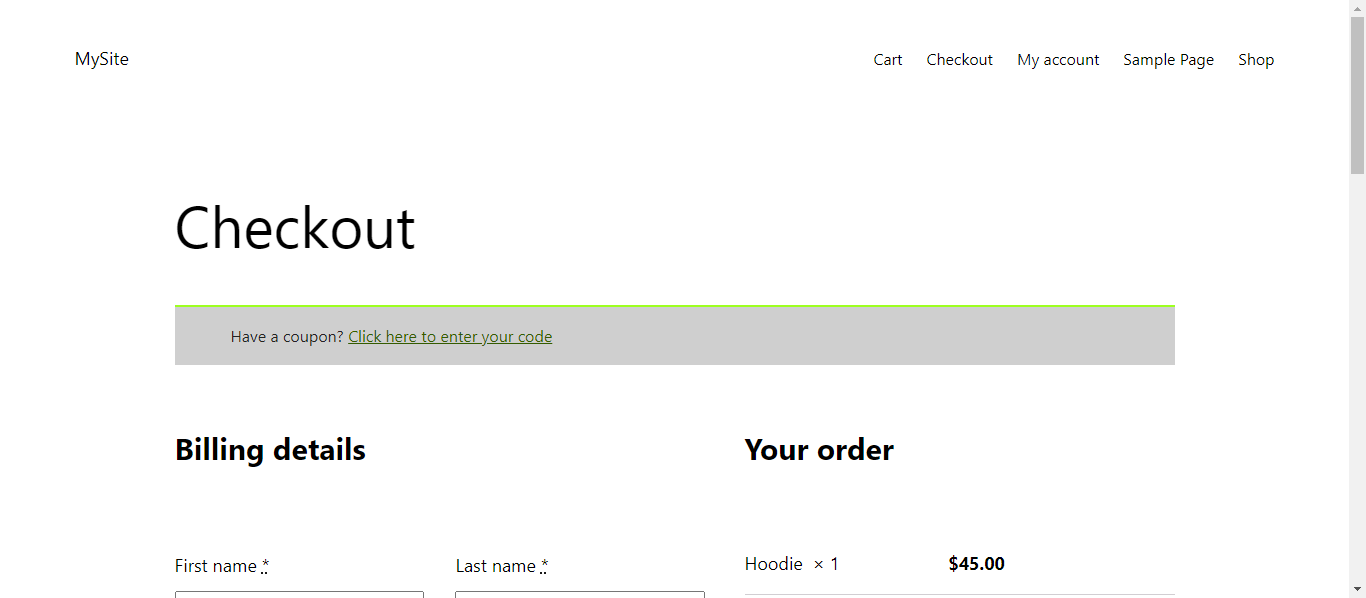 MySite
Cart Checkout My account Sample Page Shop
Checkout
Have a coupon? Click here to enter your code
Billing details
Your order
First name *
Last name *
Hoodie × 1 $45.00